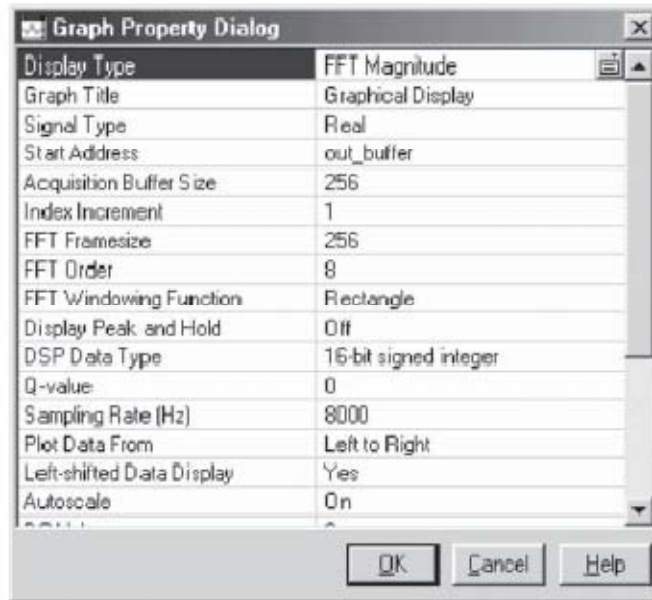 Graph Property Dialog
Display Type FFT Magnitude
Graph Title Graphical Display
Signal Type Real
Start Address out_buffer
Acquisition Buffer Size 256
Index Increment 1
FFT Framesize 256
FFT Order 8
FFT Windowing Function Rectangle
Display Peak and Hold Off
DSP Data Type 16-bit signed integer
Q-value 0
Sampling Rate (Hz) 8000
Plot Data From Left to Right
Left-shifted Data Display Yes
Autoscale On
OK Cancel Help